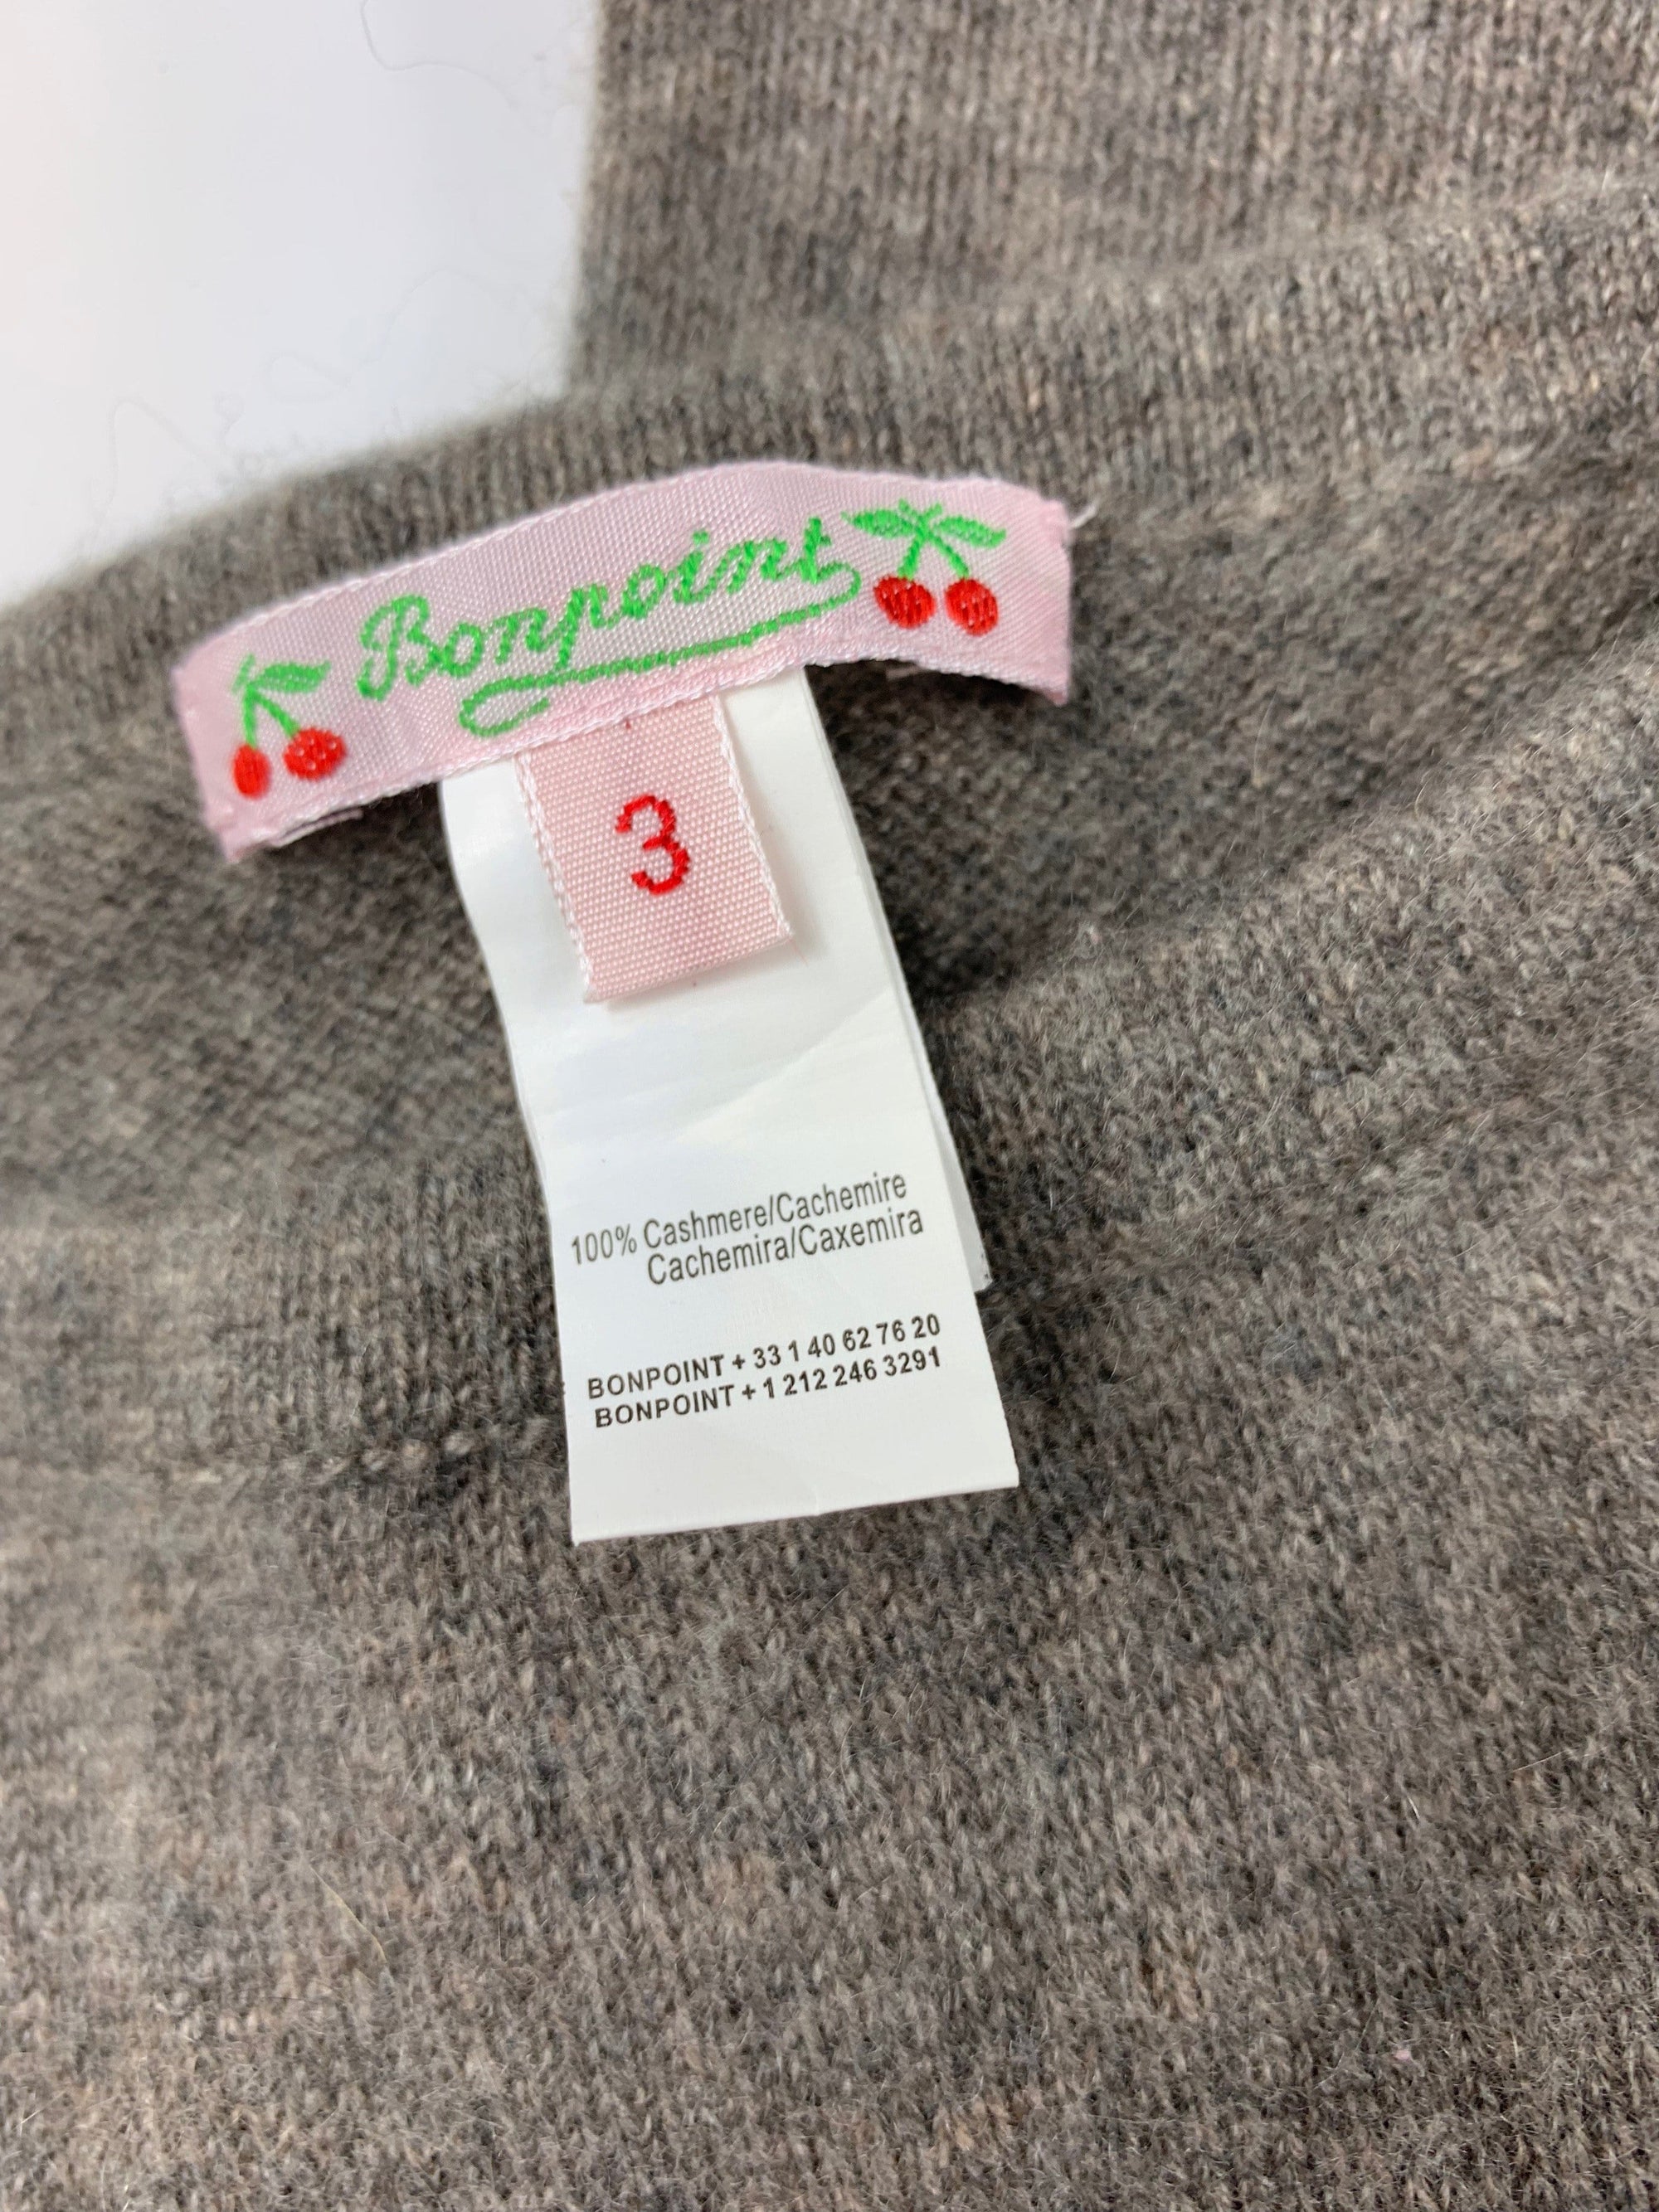 Bonpoint
3
100% Cashmere/Cachemire
Cachemira/Caxemira
BONPOINT + 33 1 40 62 76 20
BONPOINT + 1 212 246 3291